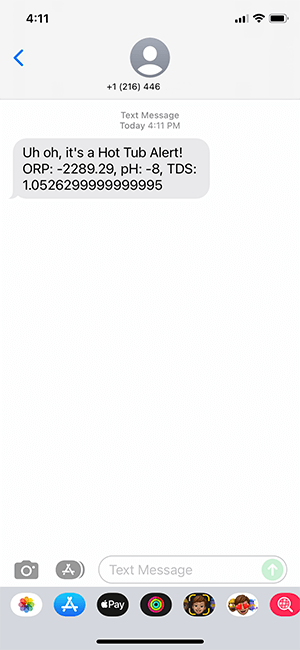 4:11
+1 (216) 446
Text Message
Today 4:11 PM
Uh oh, it's a Hot Tub Alert!
ORP: -2289.29, pH: -8, TDS:
1.0526299999999995
Text Message
Pay